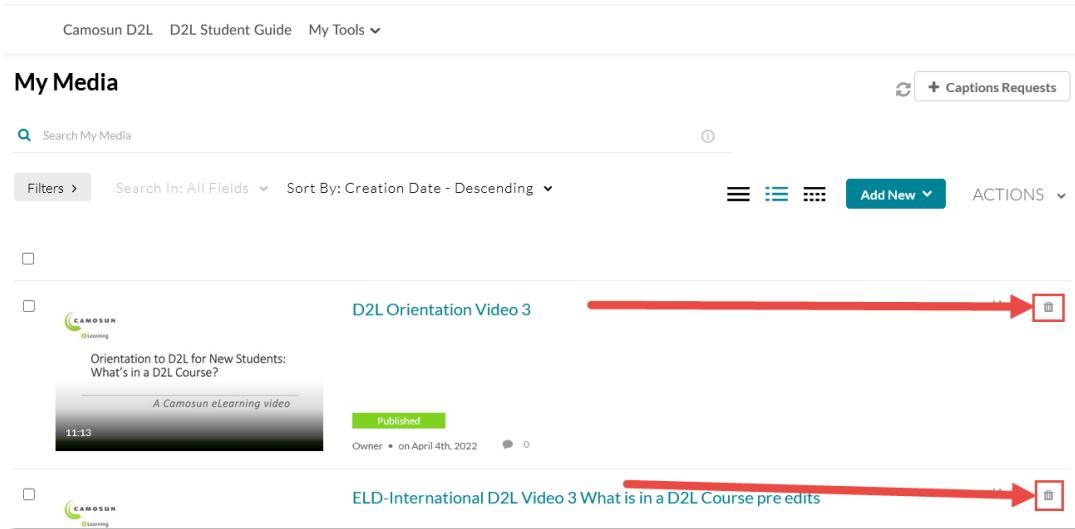 Camosun D2L D2L Student Guide My Tools
My Media
+ Captions Requests
Search My Media
Filters > Search In: All Fields Sort By: Creation Date - Descending Add New ACTIONS
D2L Orientation Video 3
CAMOSUN
eLearning
Orientation to D2L for New Students:
What's in a D2L Course?
A Camosun eLearning video
11:13
Published
Owner • on April 4th, 2022 0
ELD-International D2L Video 3 What is in a D2L Course pre edits
CAMOSUN
eLearning